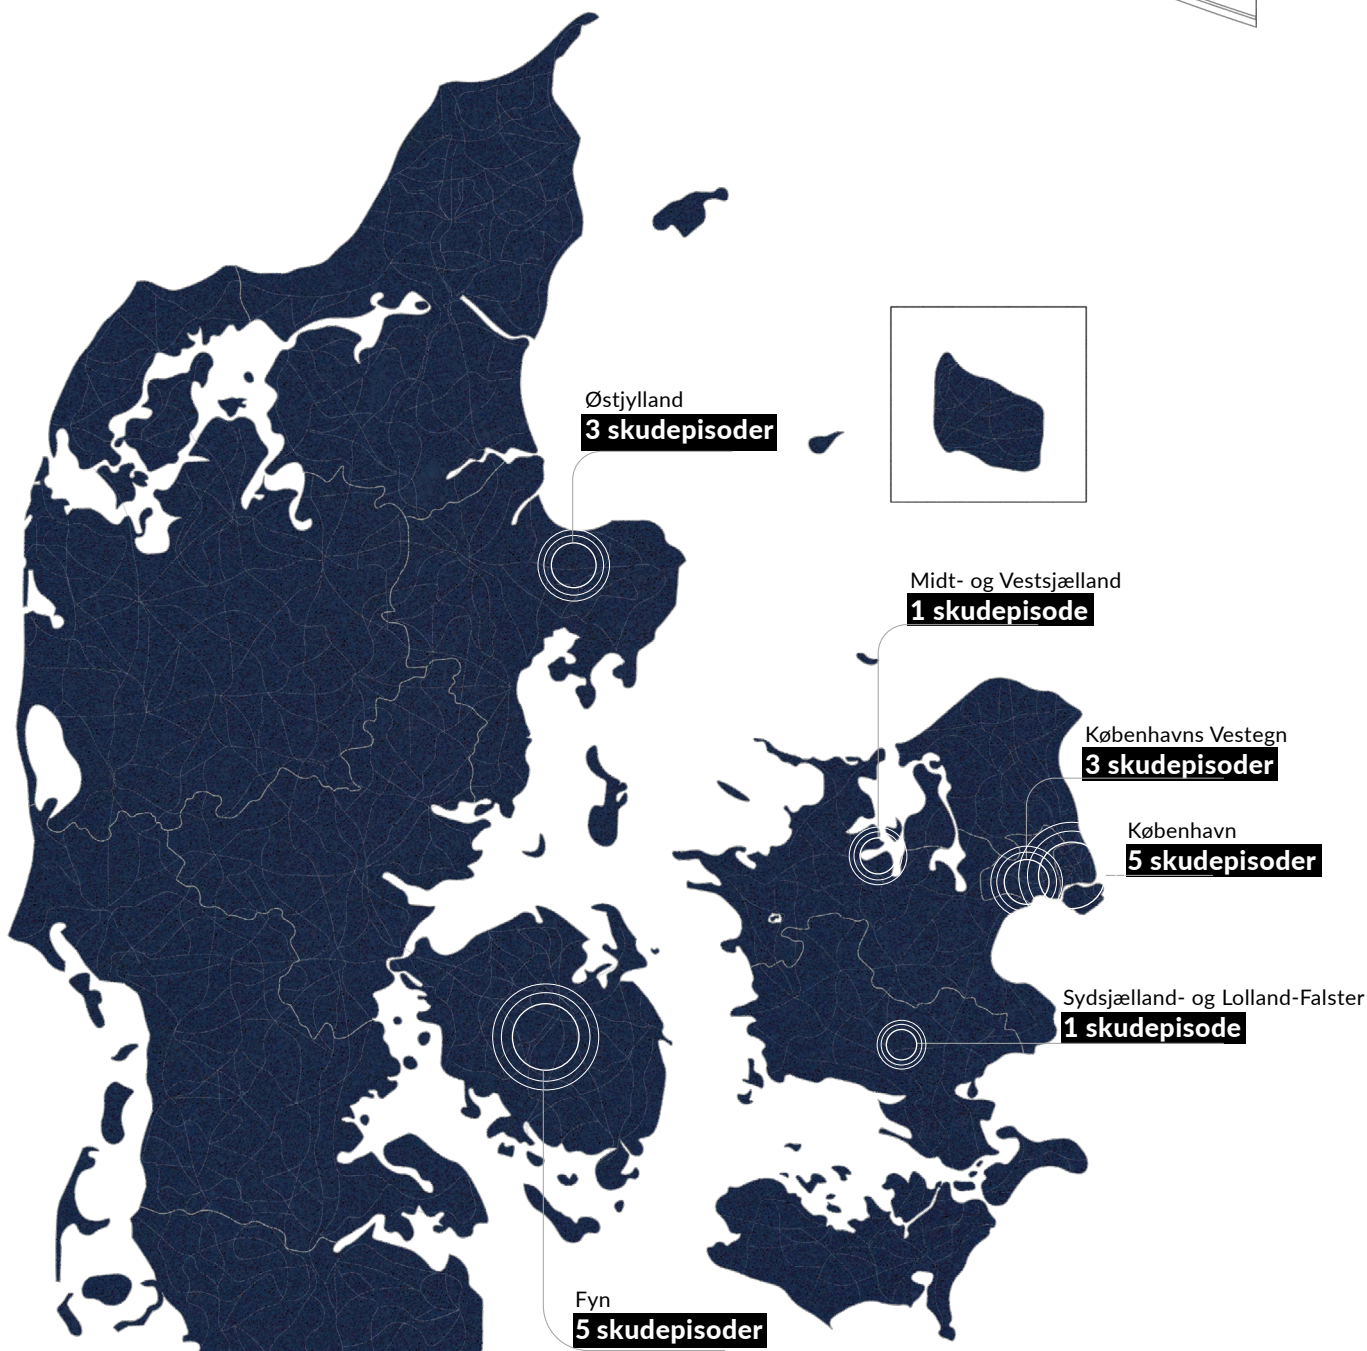 Østjylland
3 skudepisoder
Midt- og Vestsjælland
1 skudepisode
Københavns Vestegn
3 skudepisoder
København
5 skudepisoder
Sydsjælland- og Lolland-Falster
1 skudepisode
Fyn
5 skudepisoder